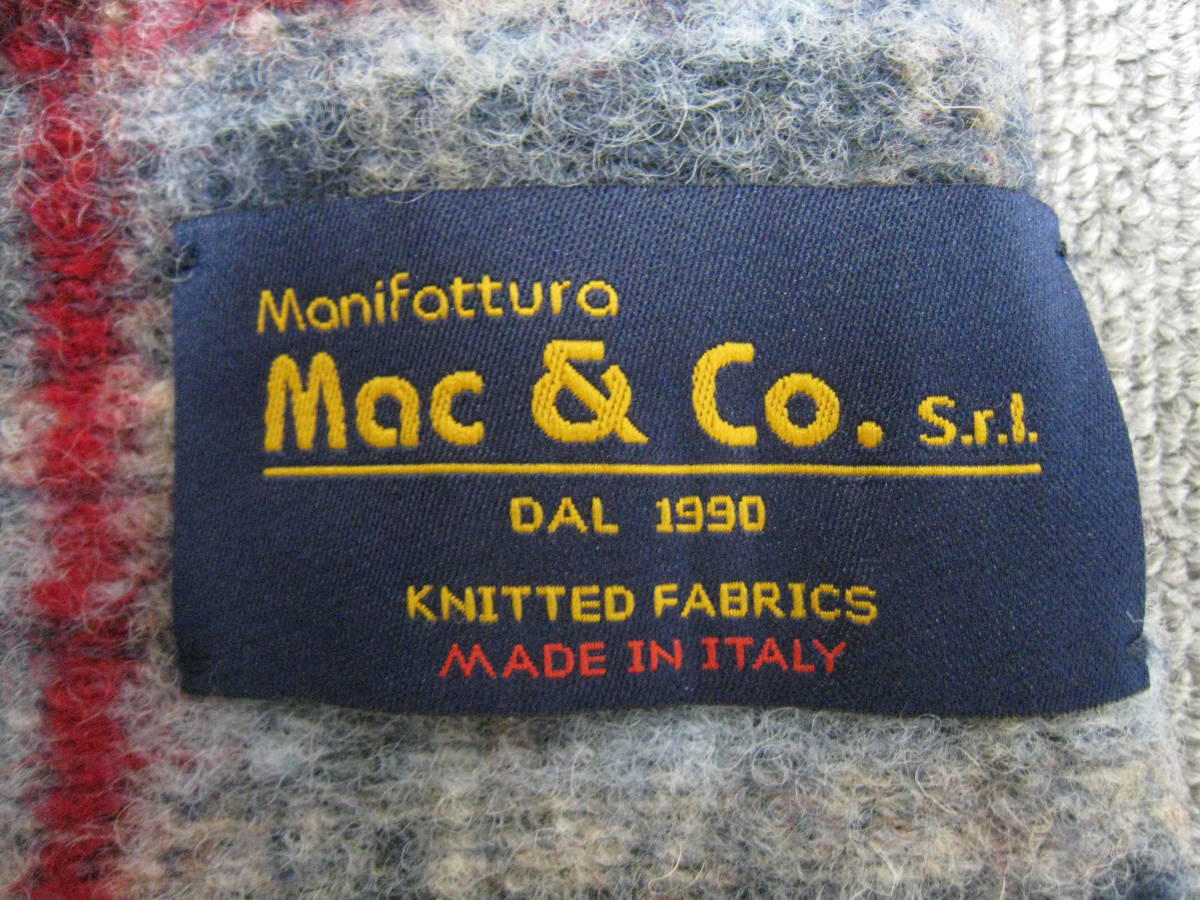 Manifattura
Mac & Co. S.r.l.
DAL 1990
KNITTED FABRICS
MADE IN ITALY